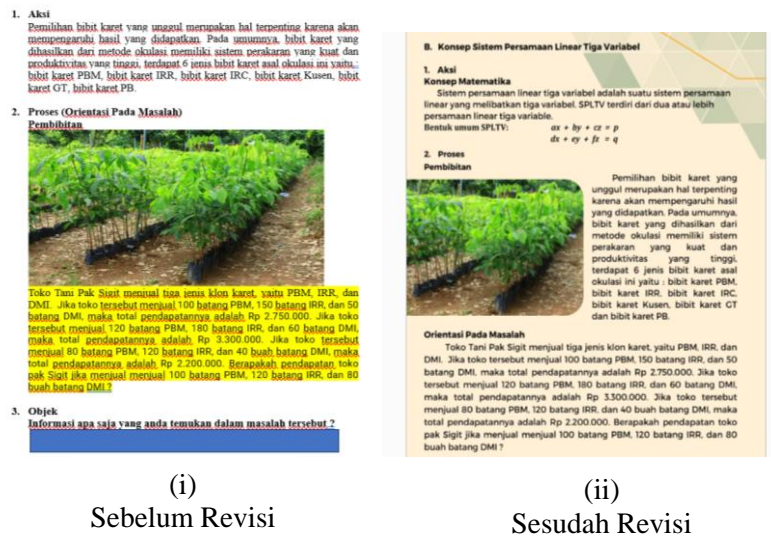 1. Aksi
Pemilihan bibit karet yang unggul merupakan hal terpenting karena akan
mempengaruhi hasil yang didapatkan. Pada umumnya, bibit karet yang
dihasilkan dari metode okulasi memiliki sistem perakaran yang kuat dan
produktivitas yang tinggi, terdapat 6 jenis bibit karet asal okulasi ini yaitu :
bibit karet PBM, bibit karet IRR, bibit karet IRC, bibit karet Kusen, bibit
karet GT, bibit karet PB.
2. Proses (Orientasi Pada Masalah)
Pembibitan
Toko Tani Pak Sigit menjual tiga jenis klon karet, yaitu PBM, IRR, dan
DMI. Jika toko tersebut menjual 100 batang PBM, 150 batang IRR, dan 50
batang DMI, maka total pendapatannya adalah Rp 2.750.000. Jika toko
tersebut menjual 120 batang PBM, 180 batang IRR, dan 60 batang DMI,
maka total pendapatannya adalah Rp 3.300.000. Jika toko tersebut
menjual 80 batang PBM, 120 batang IRR, dan 40 buah batang DMI, maka
total pendapatannya adalah Rp 2.200.000. Berapakah pendapatan toko
pak Sigit jika menjual menjual 100 batang PBM, 120 batang IRR, dan 80
buah batang DMI ?
3. Objek
Informasi apa saja yang anda temukan dalam masalah tersebut ?
(i)
Sebelum Revisi
B. Konsep Sistem Persamaan Linear Tiga Variabel
1. Aksi
Konsep Matematika
Sistem persamaan linear tiga variabel adalah suatu sistem persamaan
linear yang melibatkan tiga variabel. SPLTV terdiri dari dua atau lebih
persamaan linear tiga variable.
Bentuk umum SPLTV: ax + by + cz = p
dx + ey + fz = q
2. Proses
Pembibitan
Pemilihan bibit karet yang
unggul merupakan hal terpenting
karena akan mempengaruhi hasil
yang didapatkan. Pada umumnya,
bibit karet yang dihasilkan dari
metode okulasi memiliki sistem
perakaran yang kuat dan
produktivitas yang tinggi,
terdapat 6 jenis bibit karet asal
okulasi ini yaitu : bibit karet PBM,
bibit karet IRR, bibit karet IRC,
bibit karet Kusen, bibit karet GT
dan bibit karet PB.
Orientasi Pada Masalah
Toko Tani Pak Sigit menjual tiga jenis klon karet, yaitu PBM, IRR, dan
DMI. Jika toko tersebut menjual 100 batang PBM, 150 batang IRR, dan 50
batang DMI, maka total pendapatannya adalah Rp 2.750.000. Jika toko
tersebut menjual 120 batang PBM, 180 batang IRR, dan 60 batang DMI,
maka total pendapatannya adalah Rp 3.300.000. Jika toko tersebut
menjual 80 batang PBM, 120 batang IRR, dan 40 buah batang DMI, maka
total pendapatannya adalah Rp 2.200.000. Berapakah pendapatan toko
pak Sigit jika menjual menjual 100 batang PBM, 120 batang IRR, dan 80
buah batang DMI ?
(ii)
Sesudah Revisi